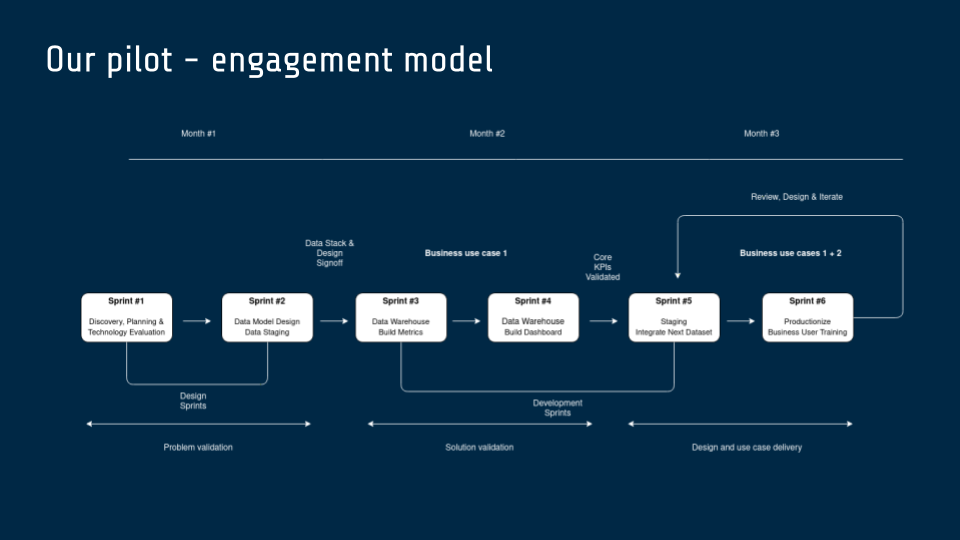 Our pilot - engagement model
Month #1
Month #2
Month #3
Review, Design & Iterate
Data Stack &
Design
Signoff
Business use case 1
Core
KPIs
Validated
Business use cases 1 + 2
Sprint #1
Discovery, Planning &
Technology Evaluation
Sprint #2
Data Model Design
Data Staging
Sprint #3
Data Warehouse
Build Metrics
Sprint #4
Data Warehouse
Build Dashboard
Sprint #5
Staging
Integrate Next Dataset
Sprint #6
Productionize
Business User Training
Design
Sprints
Development
Sprints
Problem validation
Solution validation
Design and use case delivery